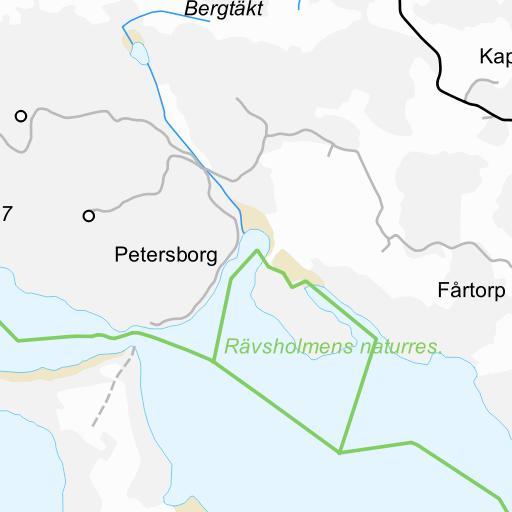 Bergtäkt
Kap
7
Petersborg
Fårtorp
Rävsholmens naturres.